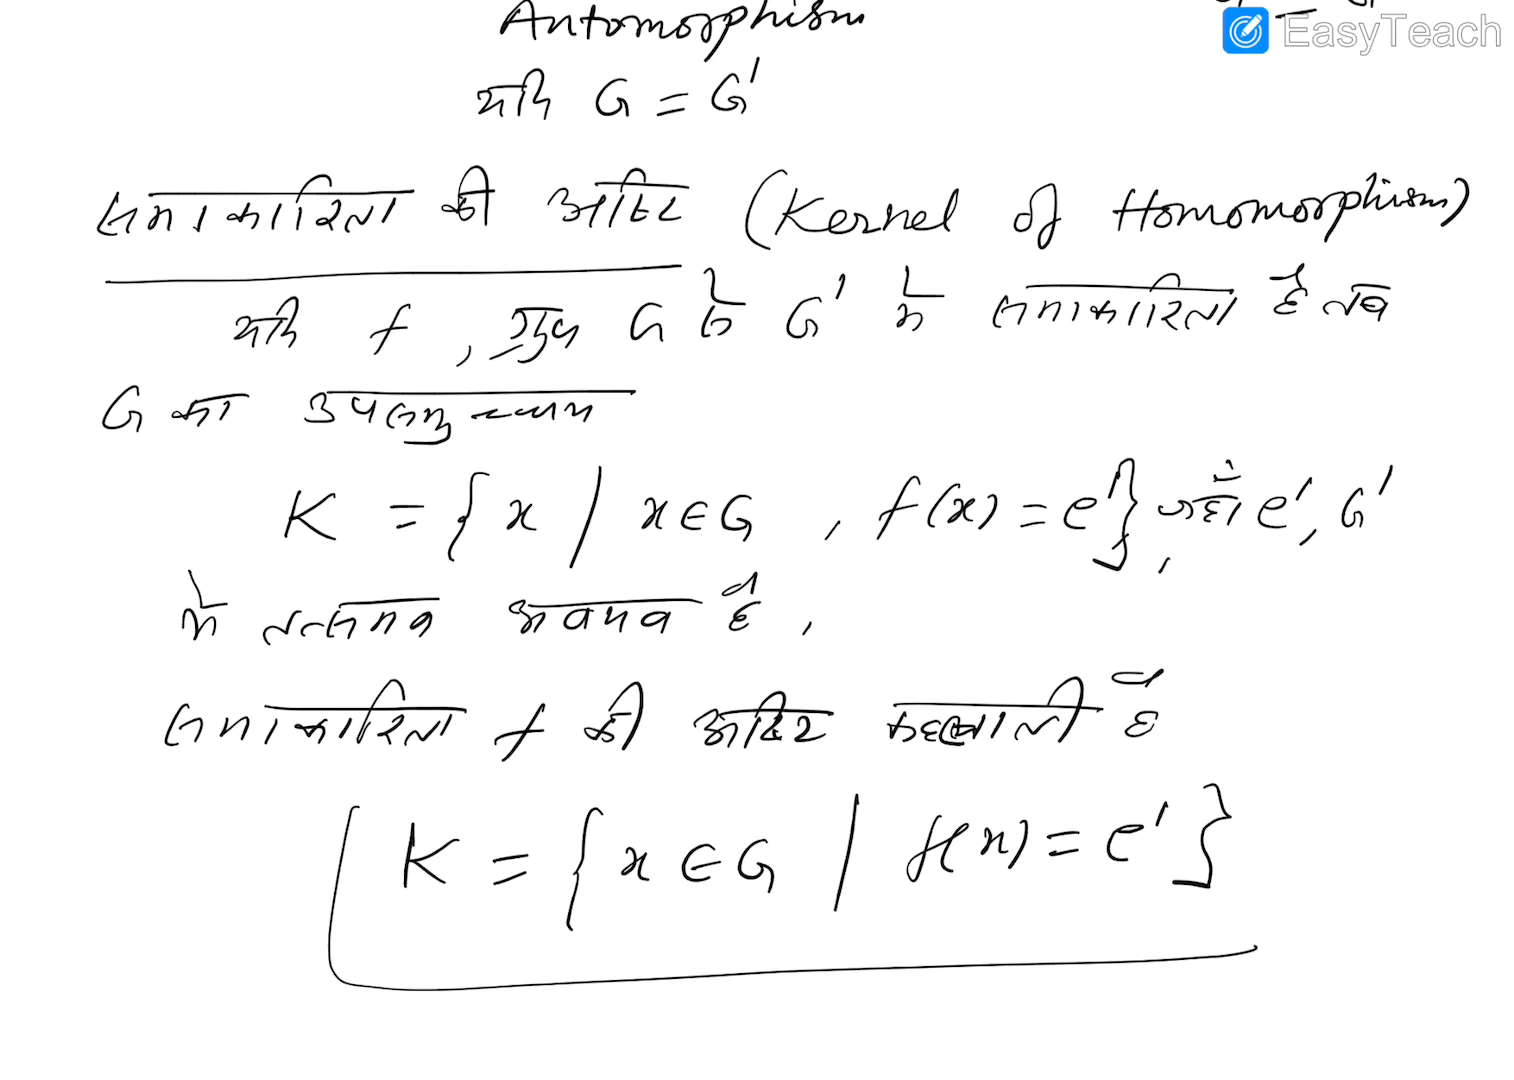 Automorphism
EasyTeach
यदि G = G'
समाकारिता की अष्टि (Kernel of Homomorphism)
यदि f, ग्रुप G से G' में समाकारिता है तब
G का उपसमुच्चय
K = { x / x ∈ G , f(x) = e' }, जहाँ e', G'
में तत्समक अवयव है,
समाकारिता f की अष्टि कहलाती है
K = { x ∈ G / f(x) = e' }